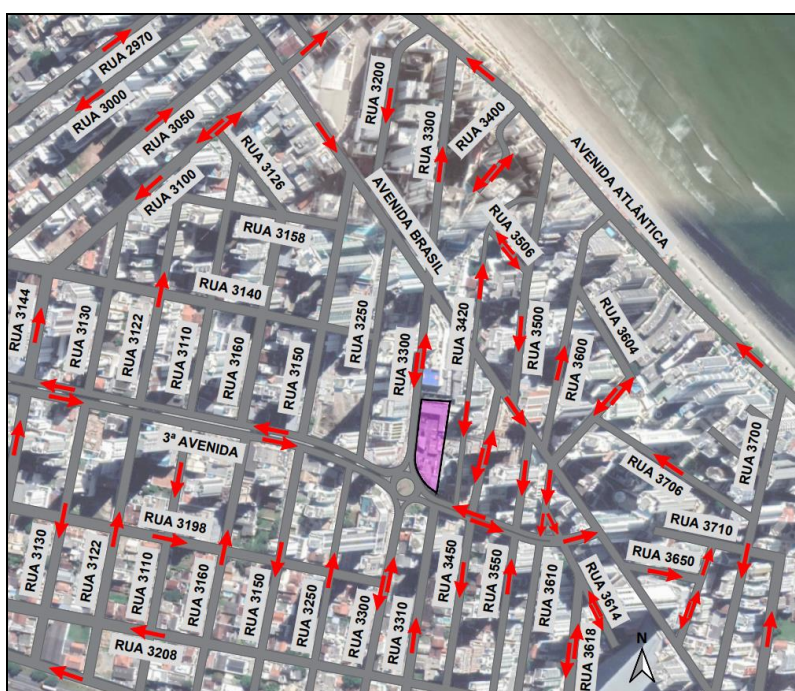 RUA 2970
RUA 3000
RUA 3050
RUA 3100
RUA 3126
RUA 3200
RUA 3300
RUA 3400
AVENIDA BRASIL
AVENIDA ATLÂNTICA
RUA 3158
RUA 3506
RUA 3140
RUA 3144
RUA 3130
RUA 3122
RUA 3110
RUA 3160
RUA 3150
RUA 3250
RUA 3300
RUA 3420
RUA 3500
RUA 3600
RUA 3604
3ª AVENIDA
RUA 3700
RUA 3706
RUA 3198
RUA 3710
RUA 3130
RUA 3122
RUA 3110
RUA 3160
RUA 3150
RUA 3250
RUA 3300
RUA 3310
RUA 3450
RUA 3550
RUA 3610
RUA 3614
RUA 3650
RUA 3618
RUA 3208
N